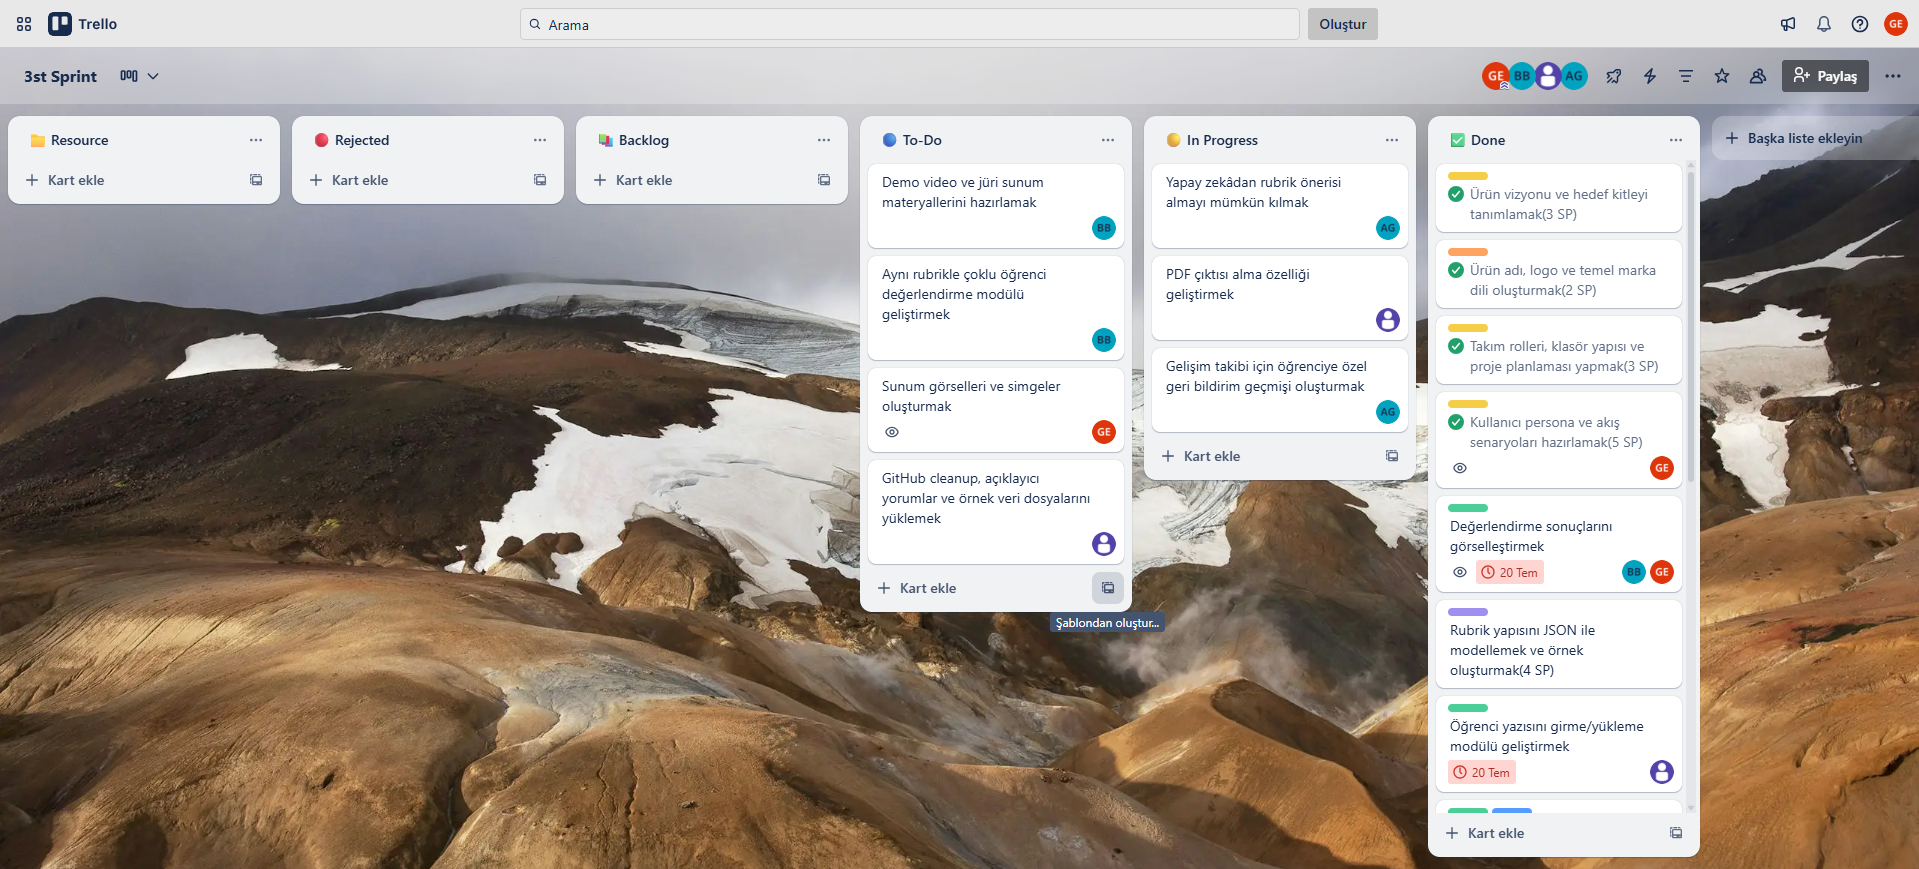 Trello
Arama
Oluştur
GE
3st Sprint
GE
BB
AG
Paylaş
Resource
Kart ekle
Rejected
Kart ekle
Backlog
Kart ekle
To-Do
Demo video ve jüri sunum
materyallerini hazırlamak
BB
Aynı rubrikle çoklu öğrenci
değerlendirme modülü
geliştirmek
BB
Sunum görselleri ve simgeler
oluşturmak
GE
GitHub cleanup, açıklayıcı
yorumlar ve örnek veri dosyalarını
yüklemek
Kart ekle
Şablondan oluştur...
In Progress
Yapay zekâdan rubrik önerisi
almayı mümkün kılmak
AG
PDF çıktısı alma özelliği
geliştirmek
Gelişim takibi için öğrenciye özel
geri bildirim geçmişi oluşturmak
AG
Kart ekle
Done
Ürün vizyonu ve hedef kitleyi
tanımlamak(3 SP)
Ürün adı, logo ve temel marka
dili oluşturmak(2 SP)
Takım rolleri, klasör yapısı ve
proje planlaması yapmak(3 SP)
Kullanıcı persona ve akış
senaryoları hazırlamak(5 SP)
GE
Değerlendirme sonuçlarını
görselleştirmek
20 Tem
BB
GE
Rubrik yapısını JSON ile
modellemek ve örnek
oluşturmak(4 SP)
Öğrenci yazısını girme/yükleme
modülü geliştirmek
20 Tem
Kart ekle
Başka liste ekleyin